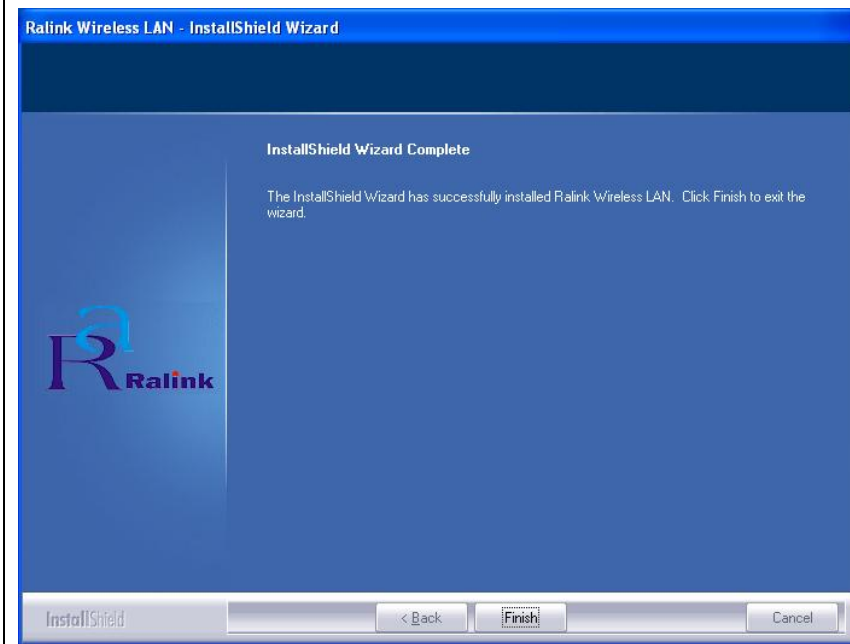 Ralink Wireless LAN - InstallShield Wizard
InstallShield Wizard Complete
The InstallShield Wizard has successfully installed Ralink Wireless LAN. Click Finish to exit the
wizard.
Ra
Ralink
InstallShield
< Back
Finish
Cancel